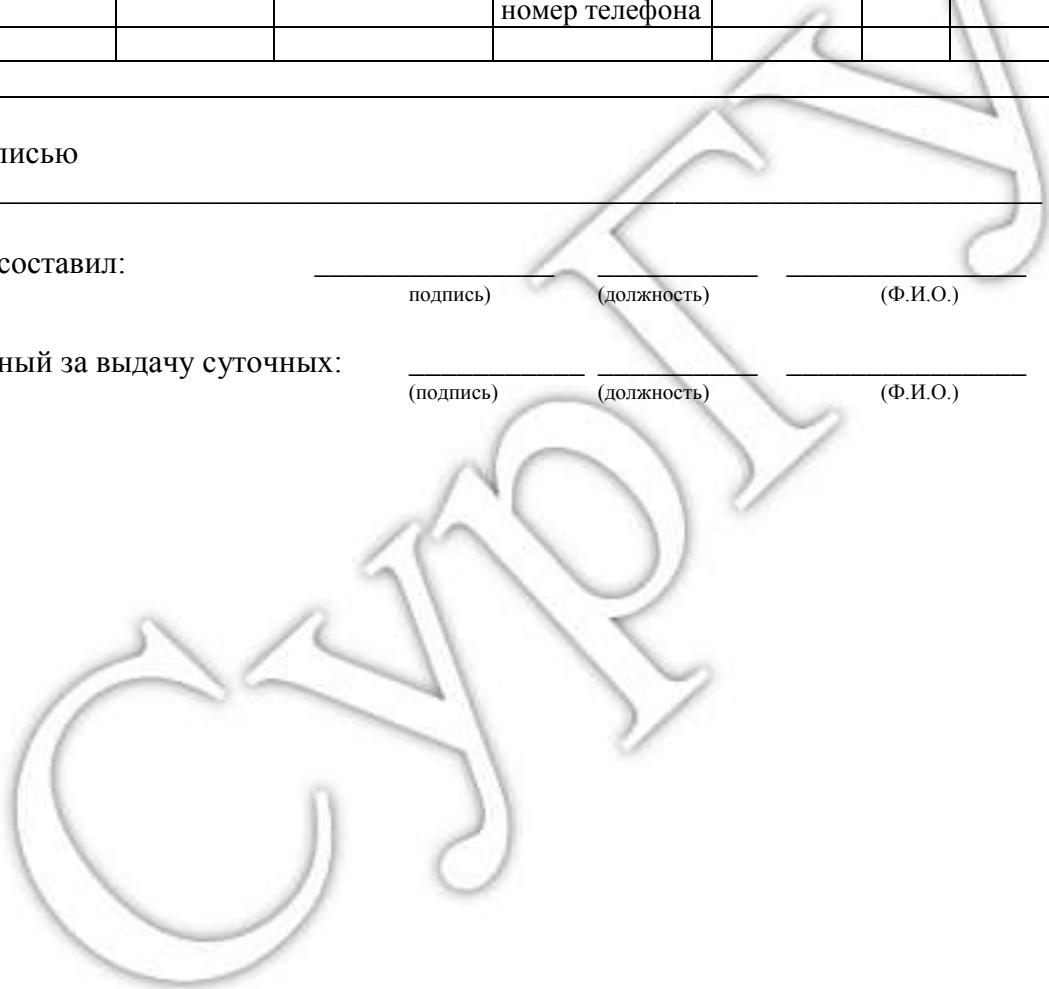 номер телефона
писью
составил:
подпись) (должность) (Ф.И.О.)
ный за выдачу суточных:
(подпись) (должность) (Ф.И.О.)
СурГУ